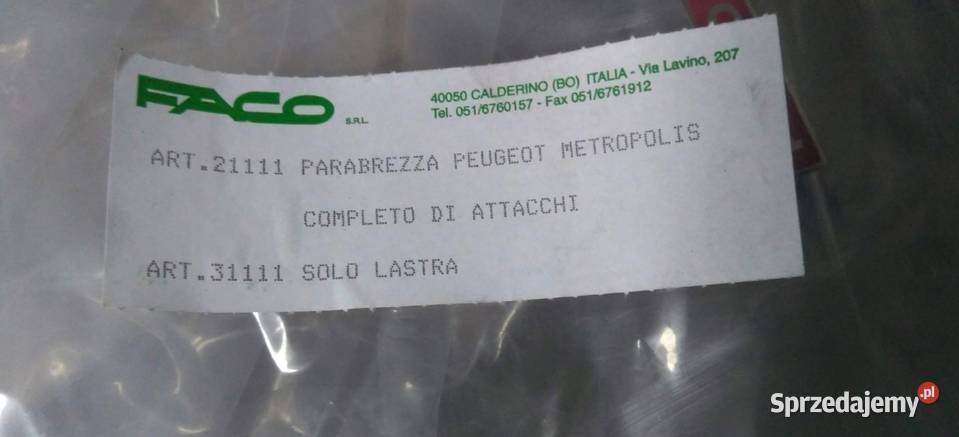 FACO S.R.L.
40050 CALDERINO (BO) ITALIA - Via Lavino, 207
Tel. 051/6760157 - Fax 051/6761912
ART.21111 PARABREZZA PEUGEOT METROPOLIS
COMPLETO DI ATTACCHI
ART.31111 SOLO LASTRA
Sprzedajemy.pl